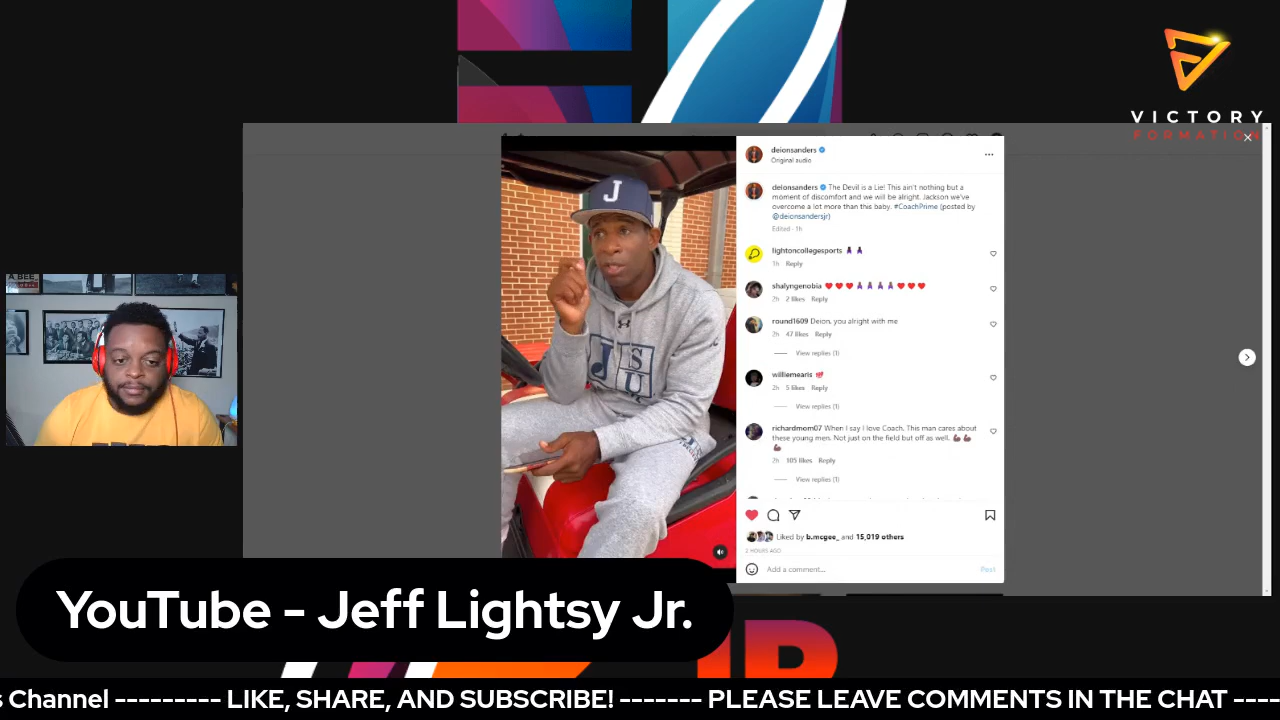 VICTORY
FORMATION
deionsanders
Original audio
deionsanders The Devil is a Lie! This ain't nothing but a
moment of discomfort and we will be alright. Jackson we've
overcome a lot more than this baby. #CoachPrime (posted by
@deionsandersjr)
Edited · 1h
lightoncollegesports
1h Reply
shalyngenobia
2h 2 likes Reply
round1609 Deion, you alright with me
2h 47 likes Reply
View replies (1)
williemearis
2h 5 likes Reply
View replies (1)
richardmom07 When I say I love Coach. This man cares about
these young men. Not just on the field but off as well.
2h 105 likes Reply
View replies (1)
Liked by b.mcgee_ and 15,019 others
2 HOURS AGO
Add a comment...
Post
J
JSU
YouTube - Jeff Lightsy Jr.
s Channel --------- LIKE, SHARE, AND SUBSCRIBE! ------- PLEASE LEAVE COMMENTS IN THE CHAT ----